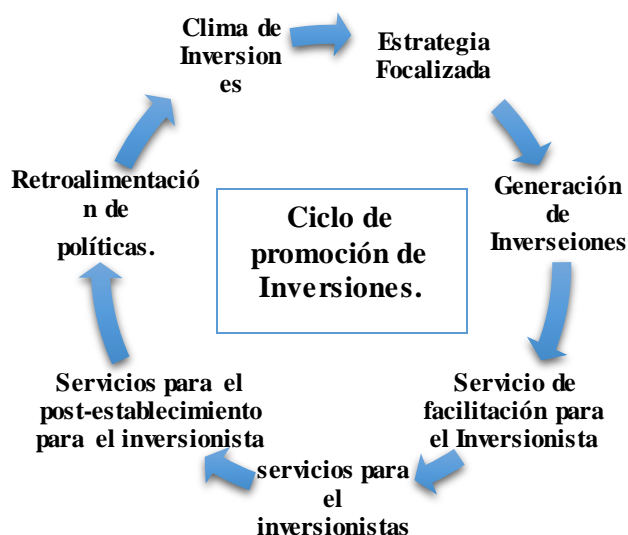 Clima de
Inversion
es
Estrategia
Focalizada
Generación
de
Inverseiones
Servicio de
facilitación para
el Inversionista
servicios para
el
inversionistas
Servicios para el
post-establecimiento
para el inversionista
Retroalimentació
n de
políticas.
Ciclo de
promoción de
Inversiones.